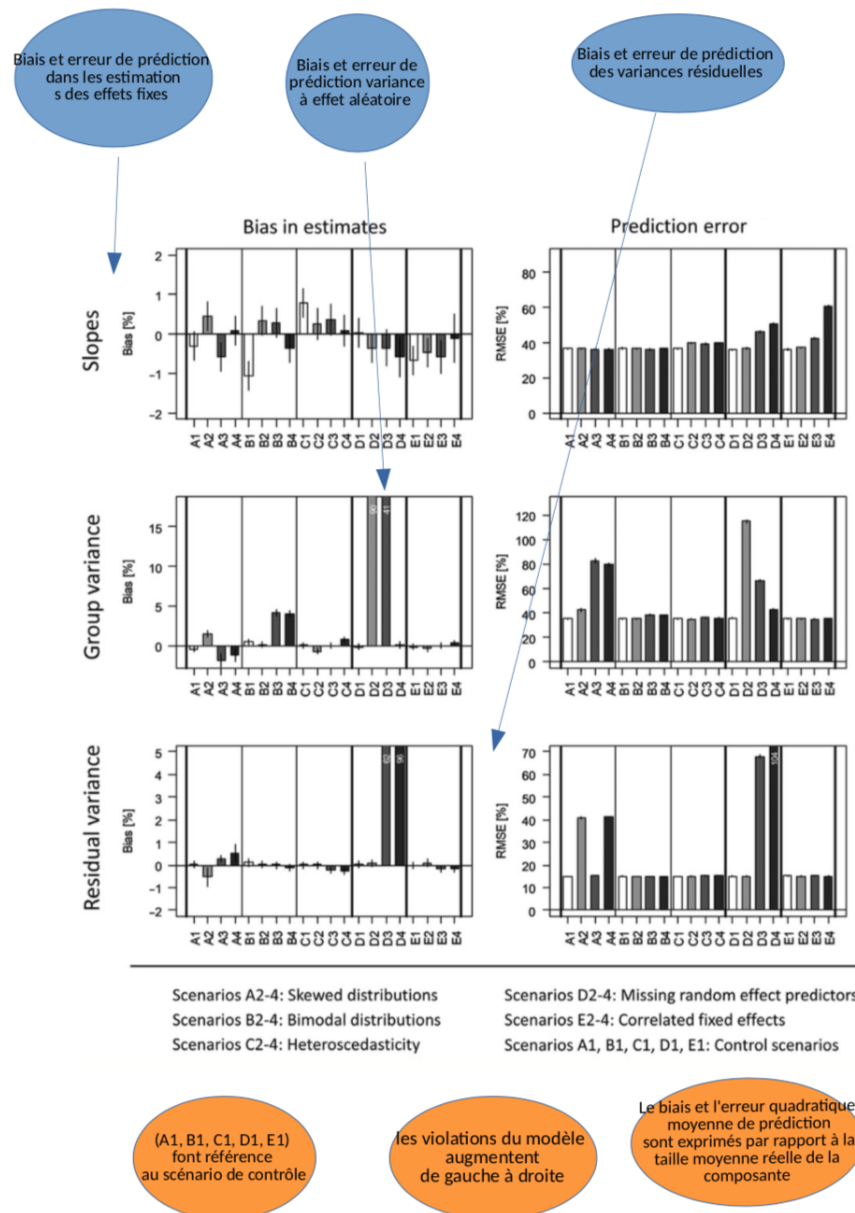 Biais et erreur de prédiction
dans les estimation
s des effets fixes
Biais et erreur de
prédiction variance
à effet aléatoire
Biais et erreur de prédiction
des variances résiduelles
Bias in estimates
Prediction error
Slopes
Bias [%]
2
1
0
−1
−2
A1 A2 A3 A4 B1 B2 B3 B4 C1 C2 C3 C4 D1 D2 D3 D4 E1 E2 E3 E4
RMSE [%]
80
60
40
20
0
A1 A2 A3 A4 B1 B2 B3 B4 C1 C2 C3 C4 D1 D2 D3 D4 E1 E2 E3 E4
Group variance
Bias [%]
15
10
5
0
90 41
A1 A2 A3 A4 B1 B2 B3 B4 C1 C2 C3 C4 D1 D2 D3 D4 E1 E2 E3 E4
RMSE [%]
120
100
80
60
40
20
0
A1 A2 A3 A4 B1 B2 B3 B4 C1 C2 C3 C4 D1 D2 D3 D4 E1 E2 E3 E4
Residual variance
Bias [%]
5
4
3
2
1
0
−1
−2
62 96
A1 A2 A3 A4 B1 B2 B3 B4 C1 C2 C3 C4 D1 D2 D3 D4 E1 E2 E3 E4
RMSE [%]
70
60
50
40
30
20
10
0
104
A1 A2 A3 A4 B1 B2 B3 B4 C1 C2 C3 C4 D1 D2 D3 D4 E1 E2 E3 E4
Scenarios A2-4: Skewed distributions
Scenarios B2-4: Bimodal distributions
Scenarios C2-4: Heteroscedasticity
Scenarios D2-4: Missing random effect predictors
Scenarios E2-4: Correlated fixed effects
Scenarios A1, B1, C1, D1, E1: Control scenarios
(A1, B1, C1, D1, E1)
font référence
au scénario de contrôle
les violations du modèle
augmentent
de gauche à droite
Le biais et l'erreur quadratique
moyenne de prédiction
sont exprimés par rapport à la
taille moyenne réelle de la
composante